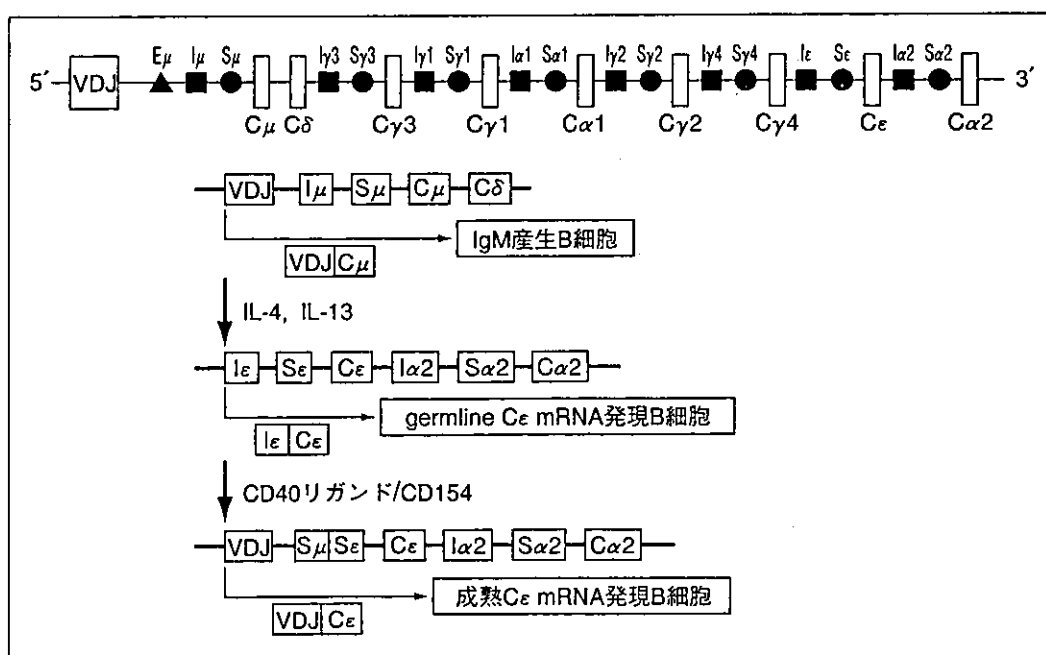 Eμ Iμ Sμ Iγ3 Sγ3 Iγ1 Sγ1 Iα1 Sα1 Iγ2 Sγ2 Iγ4 Sγ4 Iε Sε Iα2 Sα2
5′ VDJ 3′
Cμ Cδ Cγ3 Cγ1 Cα1 Cγ2 Cγ4 Cε Cα2
VDJ Iμ Sμ Cμ Cδ
IgM産生B細胞
VDJ Cμ
IL-4, IL-13
Iε Sε Cε Iα2 Sα2 Cα2
germline Cε mRNA発現B細胞
Iε Cε
CD40リガンド/CD154
VDJ Sμ Sε Cε Iα2 Sα2 Cα2
成熟Cε mRNA発現B細胞
VDJ Cε